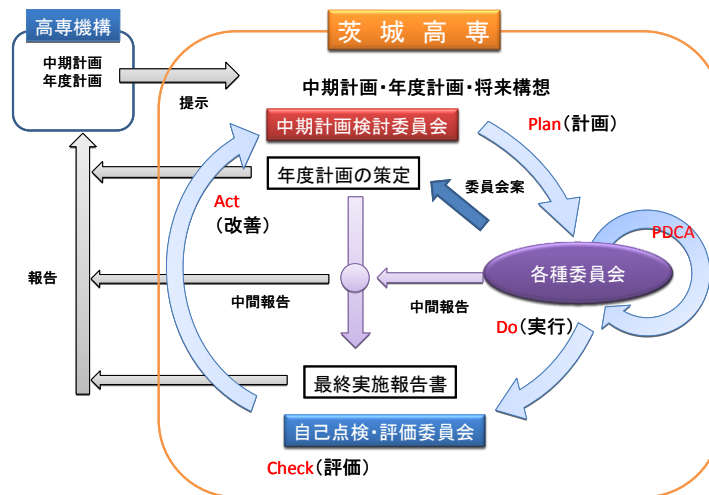 高専機構
中期計画
年度計画
茨城高専
提示
中期計画・年度計画・将来構想
中期計画検討委員会
Plan(計画)
年度計画の策定
委員会案
Act
(改善)
PDCA
各種委員会
報告
中間報告
中間報告
Do(実行)
最終実施報告書
自己点検・評価委員会
Check(評価)